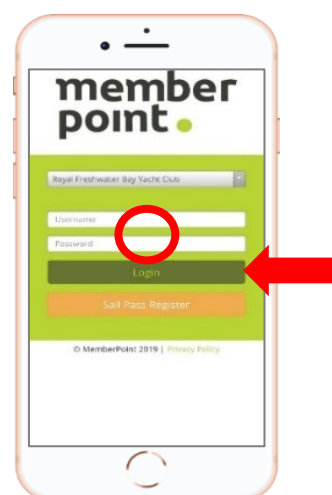 member
point.
Royal Freshwater Bay Yacht Club
Username
Password
Login
Sail Pass Register
© MemberPoint 2019 | Privacy Policy